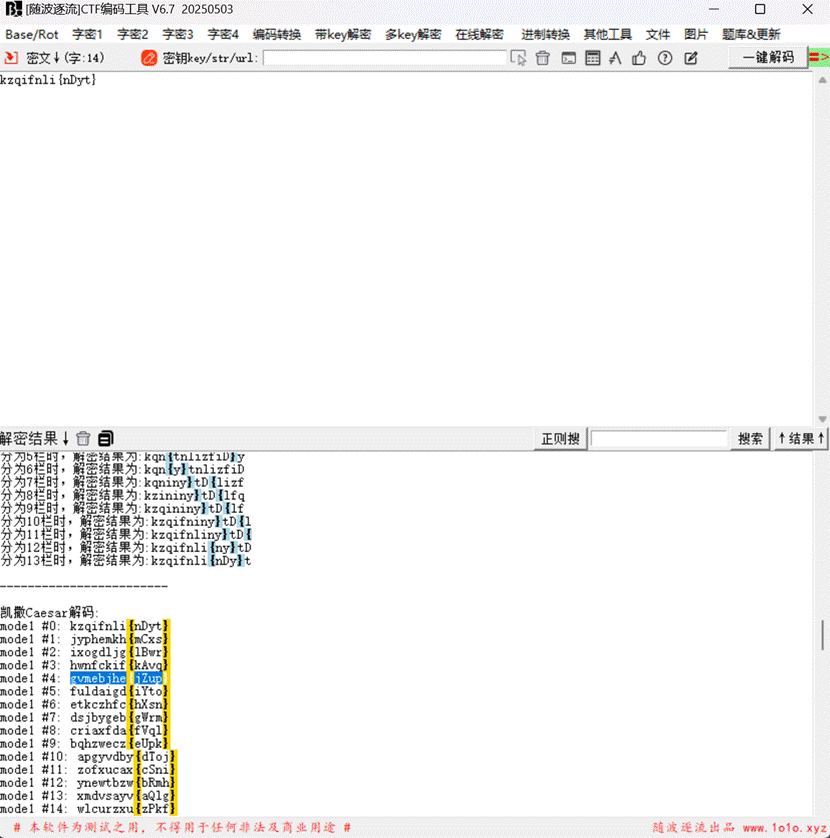 [随波逐流]CTF编码工具 V6.7 20250503
Base/Rot 字密1 字密2 字密3 字密4 编码转换 带key解密 多key解密 在线解密 进制转换 其他工具 文件 图片 题库&更新
密文↓(字:14) 密钥key/str/url: 一键解码 =>
kzqifnli{nDyt}
解密结果↓ 正则搜 搜索 ↑结果↑
分为5栏时，解密结果为:kqn{tnlizfiD}y
分为6栏时，解密结果为:kqn{y}tnlizfiD
分为7栏时，解密结果为:kqniny}tD{lizf
分为8栏时，解密结果为:kzininy}tD{lfq
分为9栏时，解密结果为:kzqininy}tD{lf
分为10栏时，解密结果为:kzqifniny}tD{l
分为11栏时，解密结果为:kzqifnliny}tD{
分为12栏时，解密结果为:kzqifnli{ny}tD
分为13栏时，解密结果为:kzqifnli{nDy}t
------------------------
凯撒Caesar解码:
mode1 #0: kzqifnli{nDyt}
mode1 #1: jyphemkh{mCxs}
mode1 #2: ixogdljg{lBwr}
mode1 #3: hwnfckif{kAvq}
mode1 #4: gvmebjhe{jZup}
mode1 #5: fuldaigd{iYto}
mode1 #6: etkczhfc{hXsn}
mode1 #7: dsjbygeb{gWrm}
mode1 #8: criaxfda{fVql}
mode1 #9: bqhzwecz{eUpk}
mode1 #10: apgyvdby{dToj}
mode1 #11: zofxucax{cSni}
mode1 #12: ynewtbzw{bRmh}
mode1 #13: xmdvsayv{aQlg}
mode1 #14: wlcurzxu{zPkf}
# 本软件为测试之用，不得用于任何非法及商业用途 # 随波逐流出品 www.1o1o.xyz